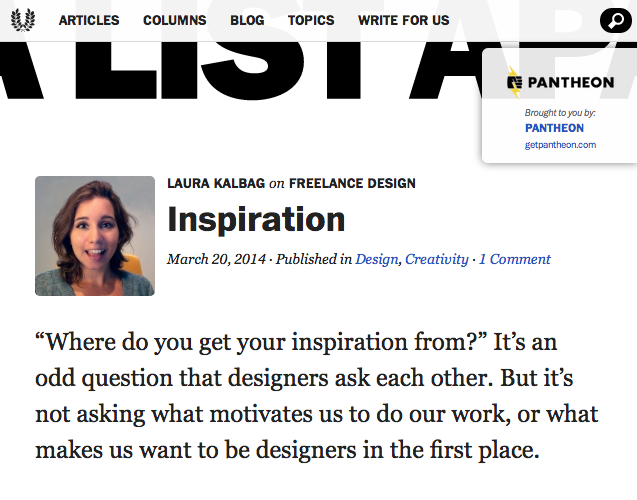 ARTICLES COLUMNS BLOG TOPICS WRITE FOR US
A LIST APA
PANTHEON
Brought to you by:
PANTHEON
getpantheon.com
LAURA KALBAG on FREELANCE DESIGN
Inspiration
March 20, 2014 · Published in Design, Creativity · 1 Comment
“Where do you get your inspiration from?” It’s an
odd question that designers ask each other. But it’s
not asking what motivates us to do our work, or what
makes us want to be designers in the first place.